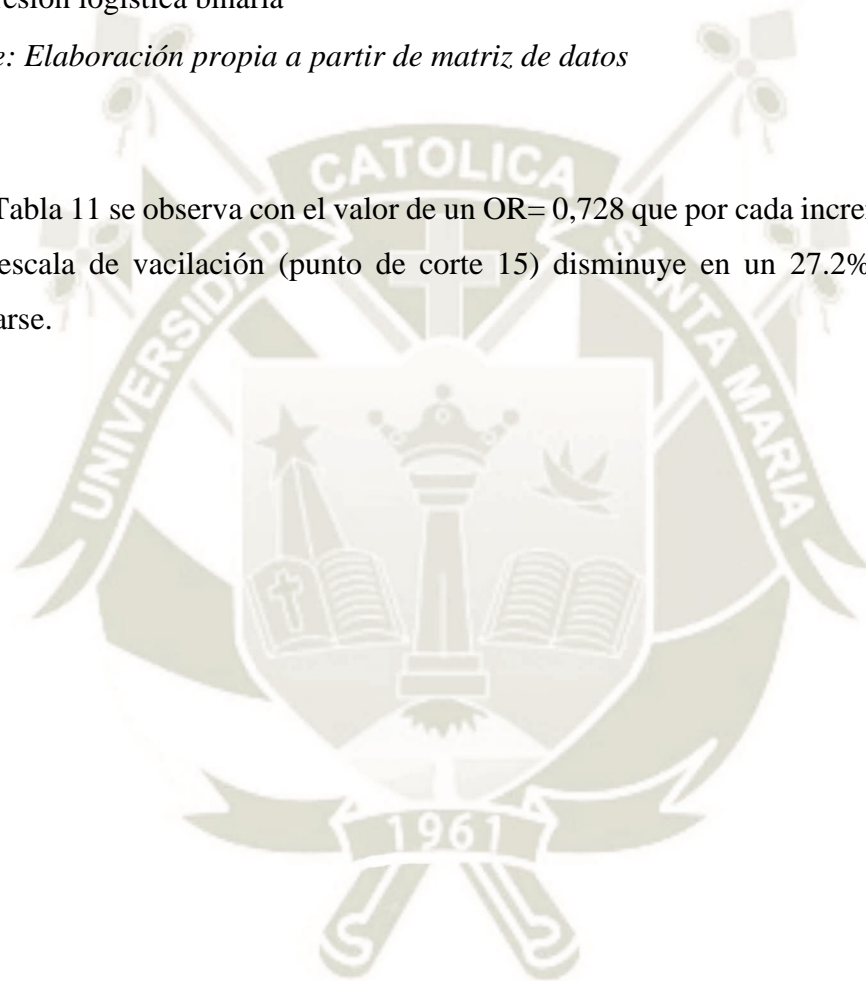 resión logística binaria
e: Elaboración propia a partir de matriz de datos
Tabla 11 se observa con el valor de un OR= 0,728 que por cada incre
escala de vacilación (punto de corte 15) disminuye en un 27.2%
arse.
UNIVERSIDAD CATOLICA SANTA MARIA
1961